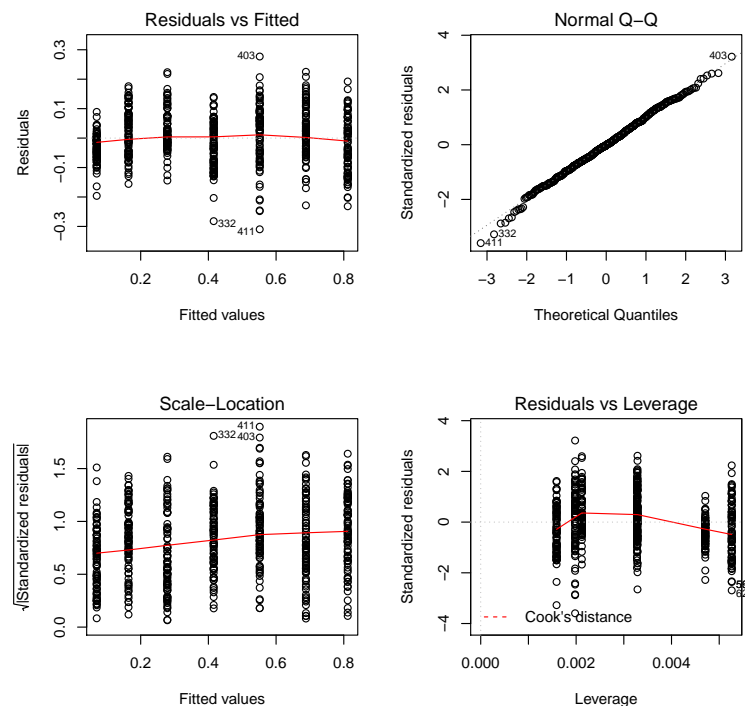 Residuals vs Fitted
Residuals
0.3
0.1
−0.1
−0.3
403
332
411
0.2 0.4 0.6 0.8
Fitted values
Normal Q−Q
Standardized residuals
4
2
0
−2
403
332
411
−3 −2 −1 0 1 2 3
Theoretical Quantiles
Scale−Location
√|Standardized residuals|
1.5
1.0
0.5
0.0
411
332
403
0.2 0.4 0.6 0.8
Fitted values
Residuals vs Leverage
Standardized residuals
4
2
0
−2
−4
Cook's distance
0.000 0.002 0.004
Leverage